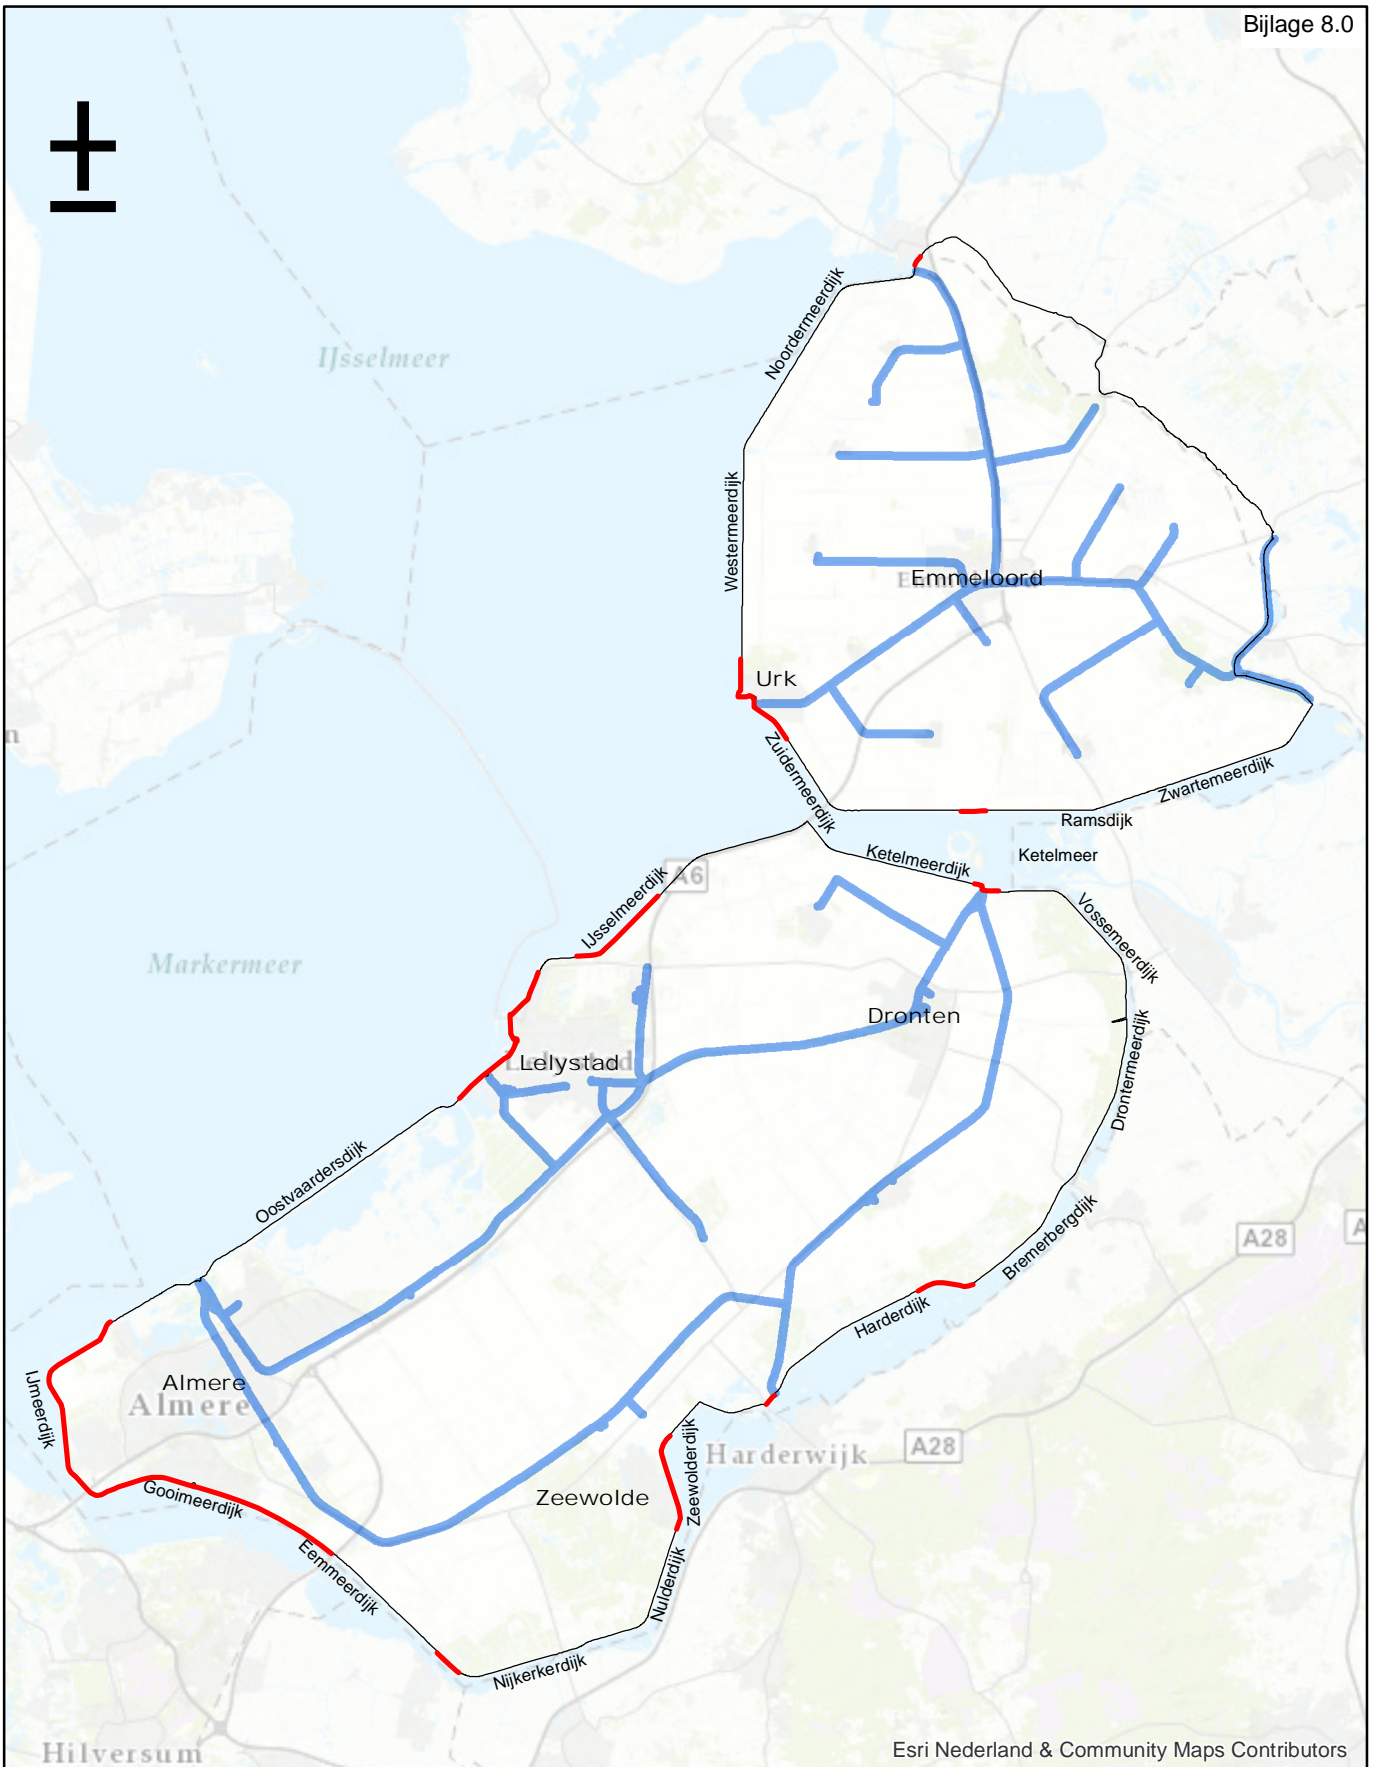 Bijlage 8.0
Noordermeerdijk
IJsselmeer
Westermeerdijk
Emmeloord
Urk
Zuidermeerdijk
Zwartemeerdijk
Ramsdijk
Ketelmeer
Ketelmeerdijk
A6
IJsselmeerdijk
Vossemeerdijk
Markermeer
Dronten
Drontermeerdijk
Lelystad
Lelystad
Oostvaardersdijk
Bremerbergdijk
A28
A
Harderdijk
IJmeerdijk
Almere
Almere
Zeewolderdijk
Harderwijk
A28
Gooimeerdijk
Zeewolde
Eemmeerdijk
Nulderdijk
Nijkerkerdijk
Hilversum
Esri Nederland & Community Maps Contributors